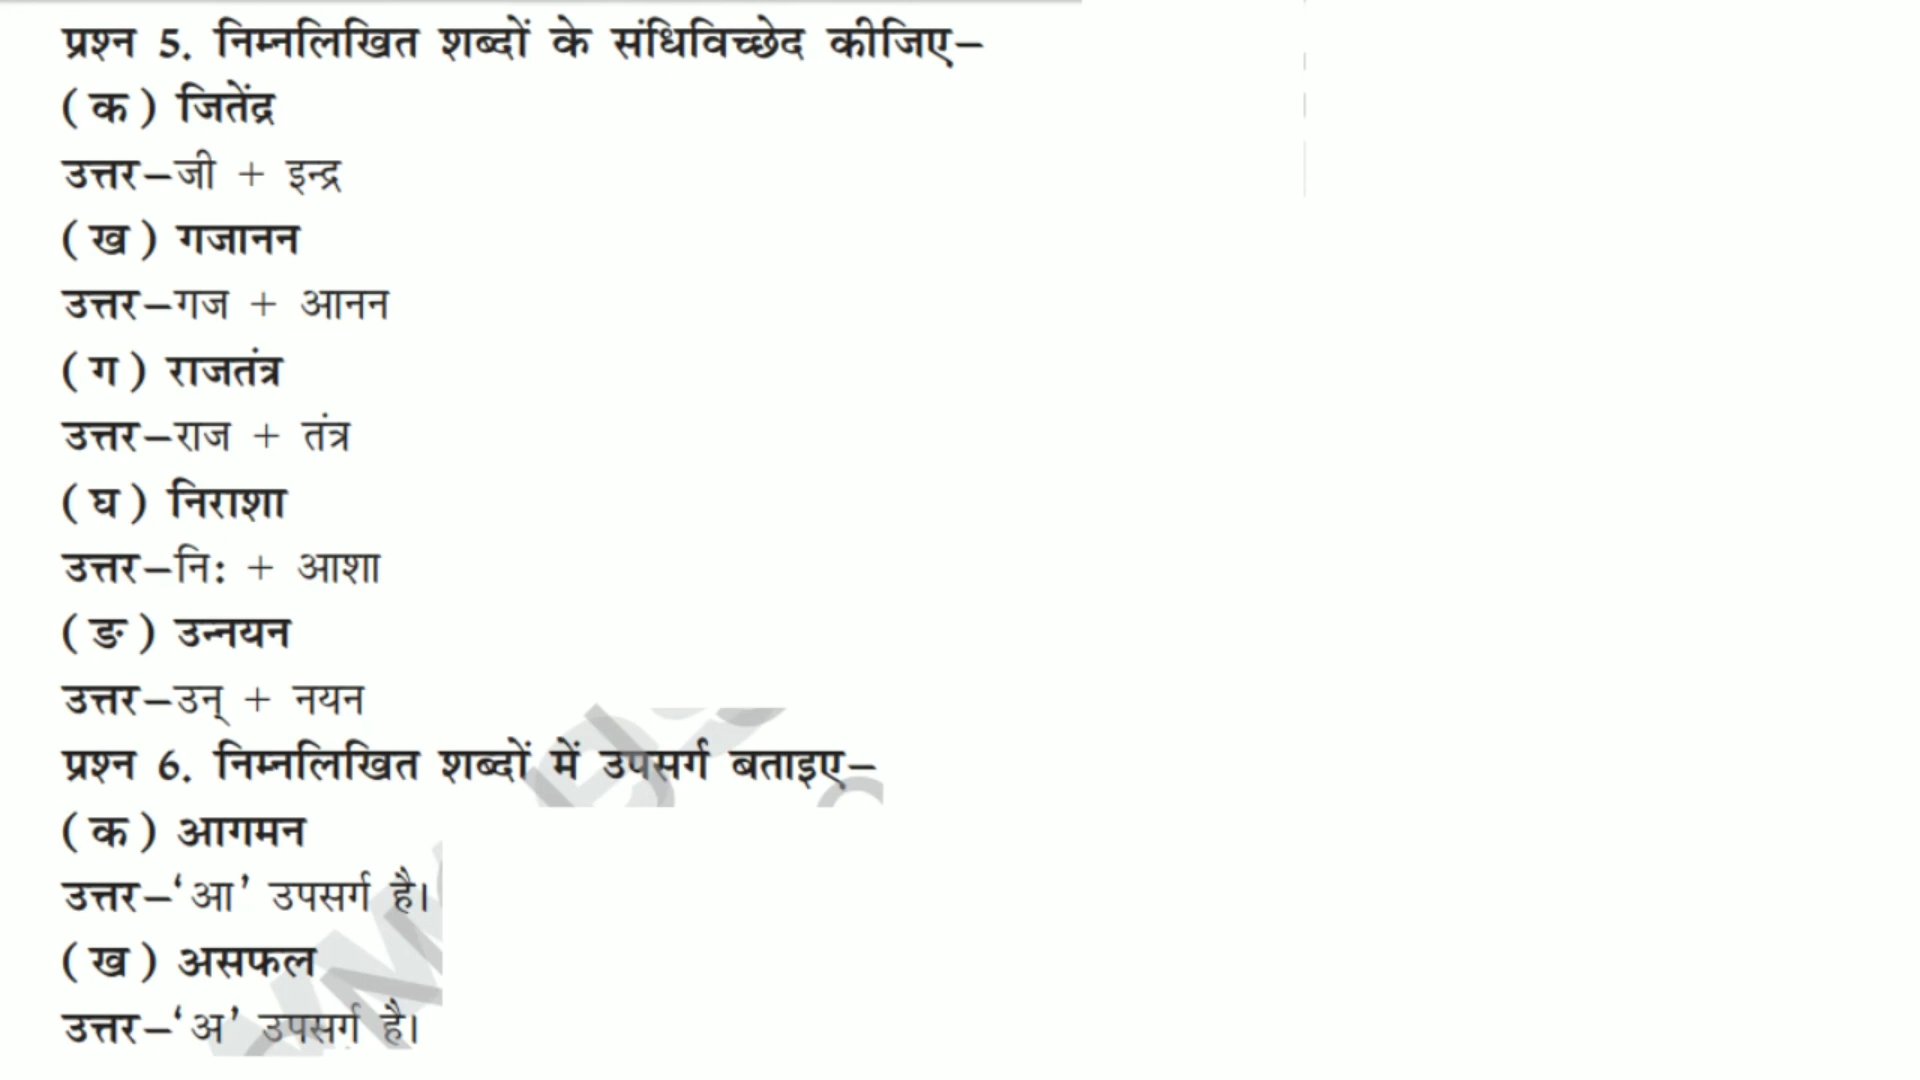 प्रश्न 5. निम्नलिखित शब्दों के संधिविच्छेद कीजिए–
(क) जितेंद्र
उत्तर–जी + इन्द्र
(ख) गजानन
उत्तर–गज + आनन
(ग) राजतंत्र
उत्तर–राज + तंत्र
(घ) निराशा
उत्तर–निः + आशा
(ङ) उन्नयन
उत्तर–उन् + नयन
प्रश्न 6. निम्नलिखित शब्दों में उपसर्ग बताइए–
(क) आगमन
उत्तर–‘आ’ उपसर्ग है।
(ख) असफल
उत्तर–‘अ’ उपसर्ग है।